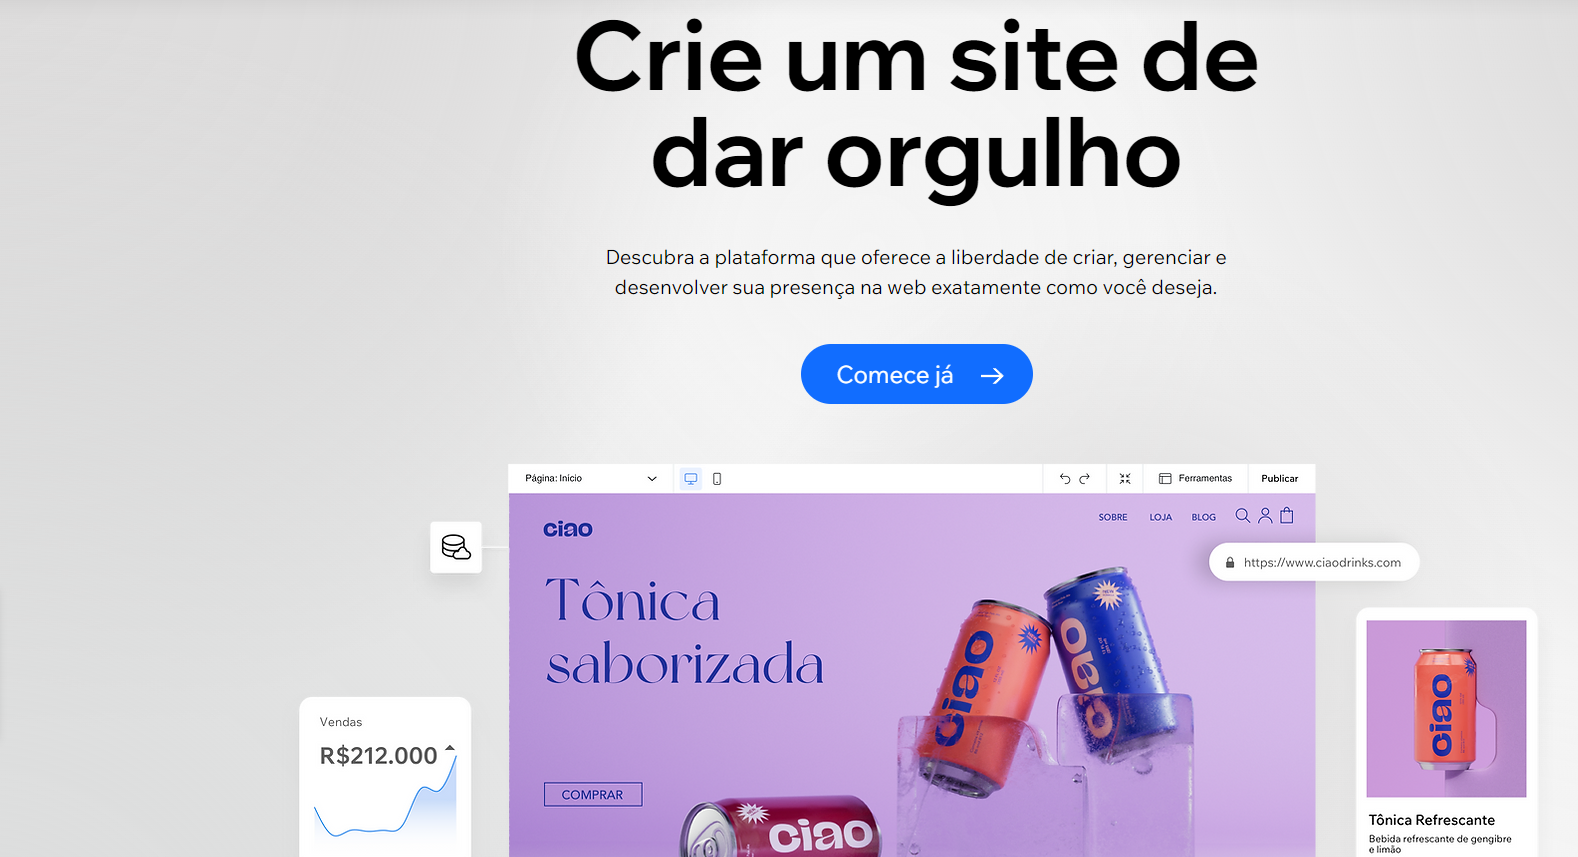 Crie um site de
dar orgulho
Descubra a plataforma que oferece a liberdade de criar, gerenciar e
desenvolver sua presença na web exatamente como você deseja.
Comece já
Página: Início
Ferramentas
Publicar
ciao
SOBRE
LOJA
BLOG
https://www.ciaodrinks.com
Tônica
saborizada
COMPRAR
NEW
ciao
ciao
ciao
ciao
Vendas
R$212.000
Tônica Refrescante
Bebida refrescante de gengibre
e limão